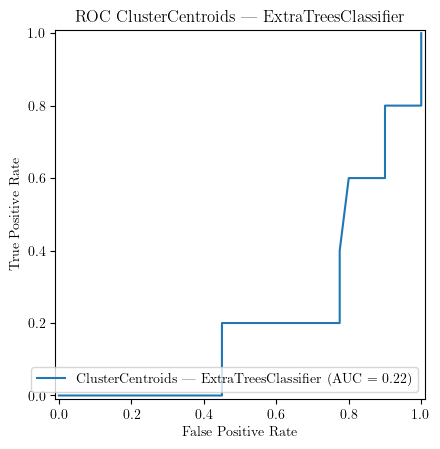 ROC ClusterCentroids — ExtraTreesClassifier
True Positive Rate
1.0
0.8
0.6
0.4
0.2
0.0
ClusterCentroids — ExtraTreesClassifier (AUC = 0.22)
0.0 0.2 0.4 0.6 0.8 1.0
False Positive Rate